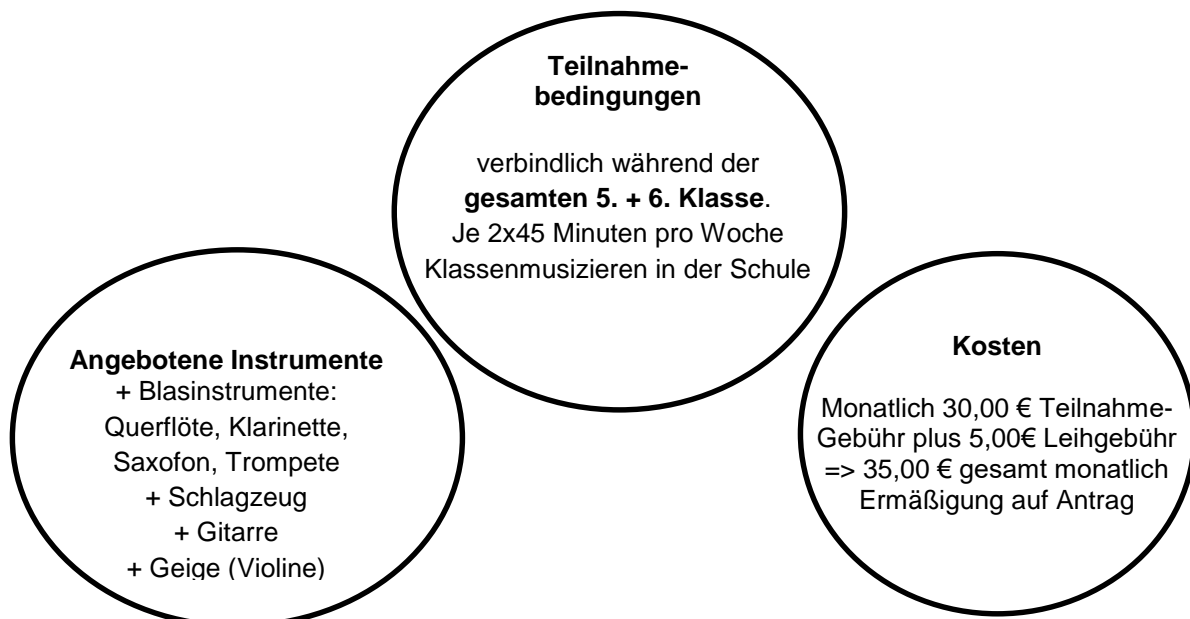 Teilnahme-
bedingungen
verbindlich während der
gesamten 5. + 6. Klasse.
Je 2x45 Minuten pro Woche
Klassenmusizieren in der Schule
Angebotene Instrumente
+ Blasinstrumente:
Querflöte, Klarinette,
Saxofon, Trompete
+ Schlagzeug
+ Gitarre
+ Geige (Violine)
Kosten
Monatlich 30,00 € Teilnahme-
Gebühr plus 5,00€ Leihgebühr
=> 35,00 € gesamt monatlich
Ermäßigung auf Antrag